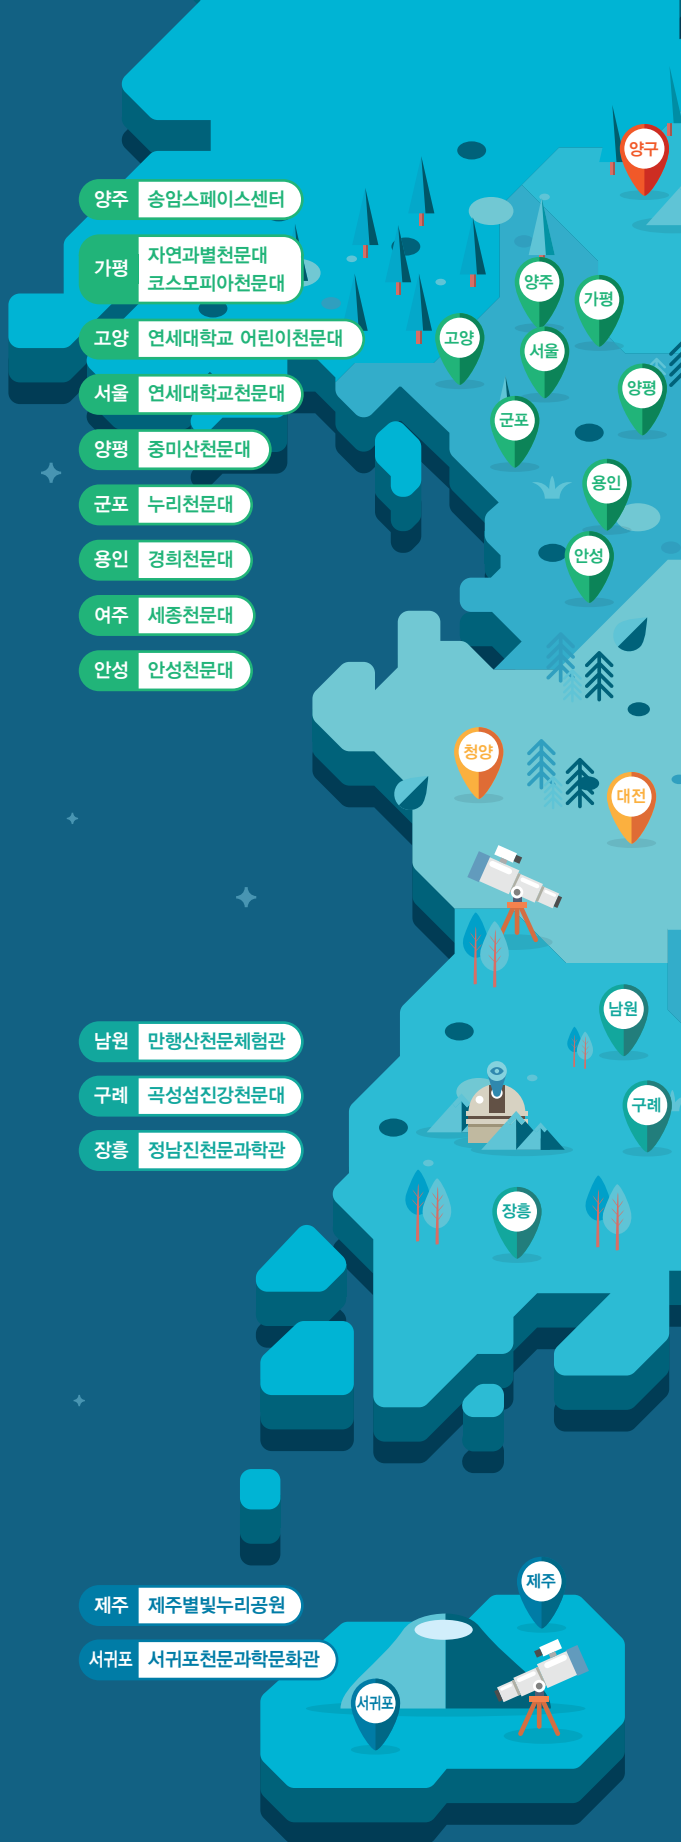 양구
양주 송암스페이스센터
가평 자연과별천문대
코스모피아천문대
고양 연세대학교 어린이천문대
서울 연세대학교천문대
양평 중미산천문대
군포 누리천문대
용인 경희천문대
여주 세종천문대
안성 안성천문대
양주
가평
고양
서울
양평
군포
용인
안성
청양
대전
남원 만행산천문체험관
구례 곡성섬진강천문대
장흥 정남진천문과학관
남원
구례
장흥
제주 제주별빛누리공원
서귀포 서귀포천문과학문화관
제주
서귀포